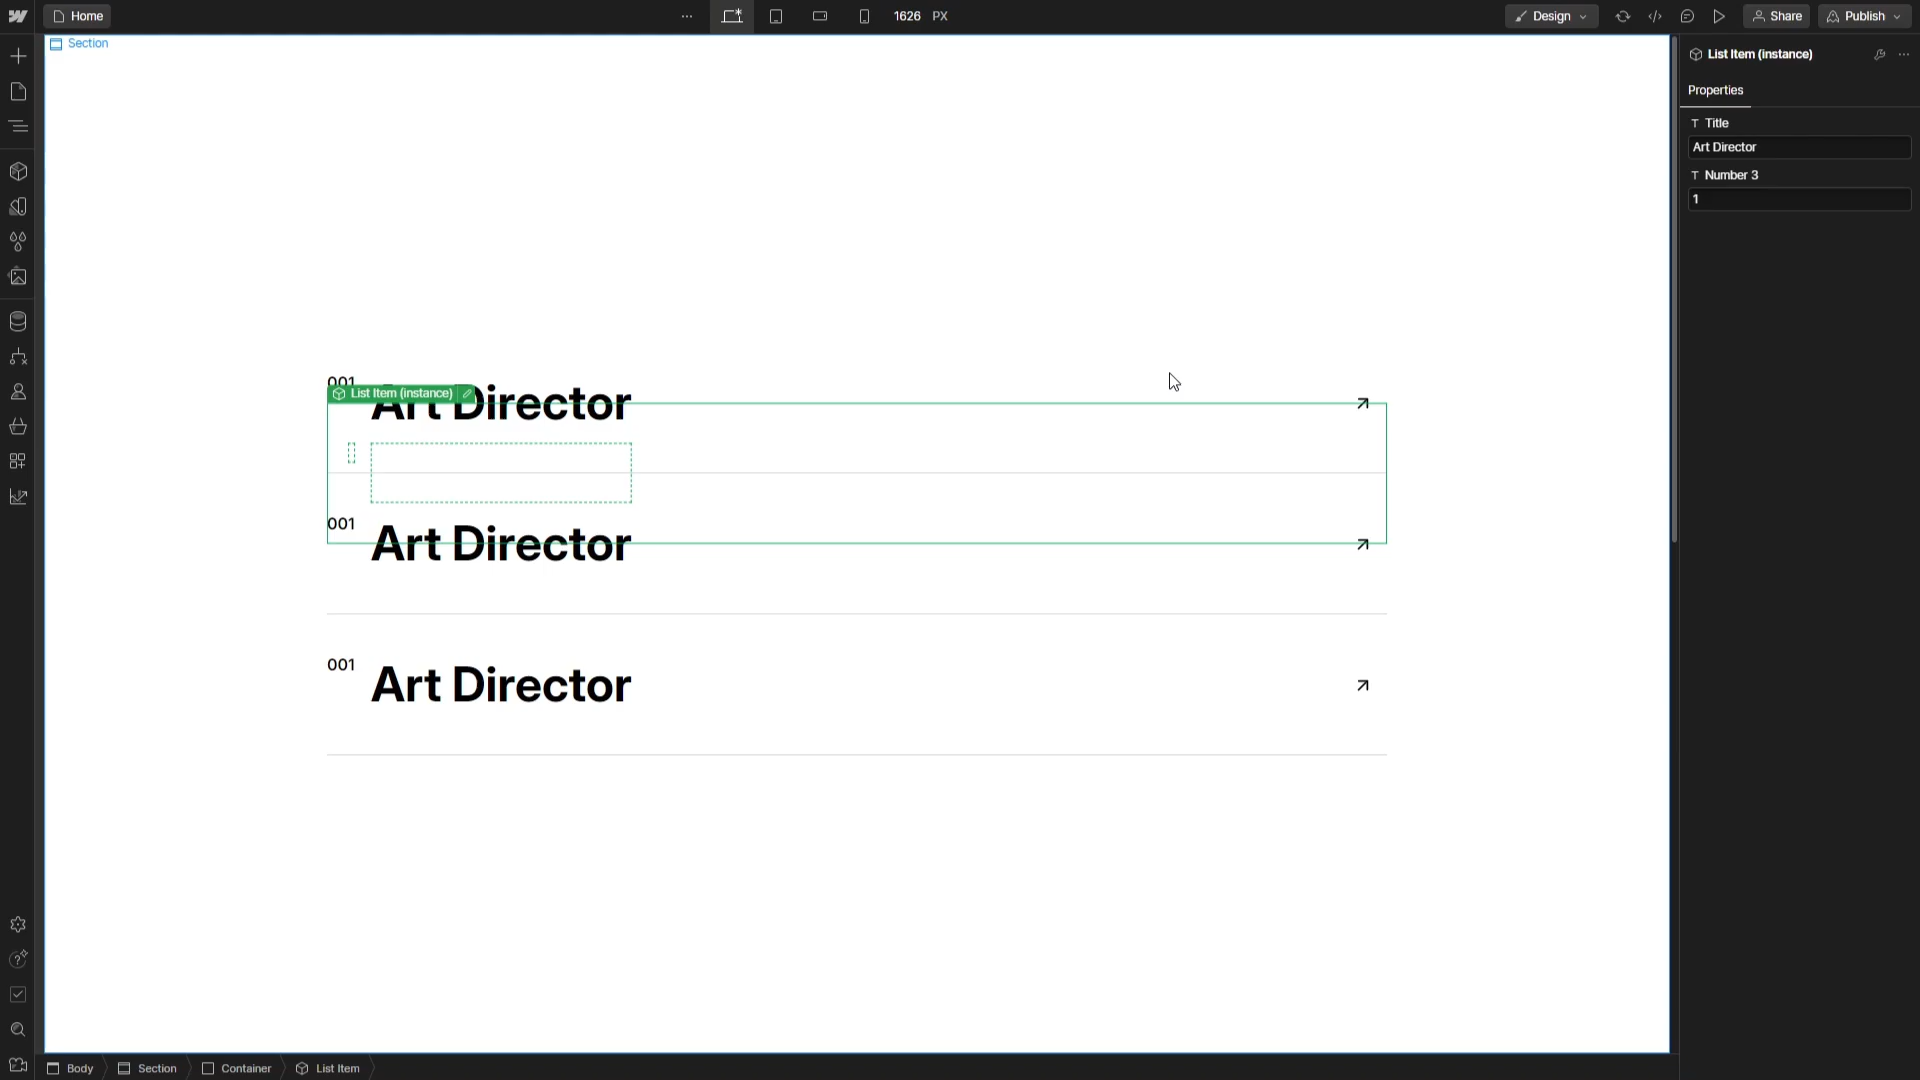 Home
1626 PX
Design
Share
Publish
Section
List Item (instance)
Properties
Title
Art Director
Number 3
1
001
Art Director
List Item (instance)
001
Art Director
001
Art Director
Body
Section
Container
List Item